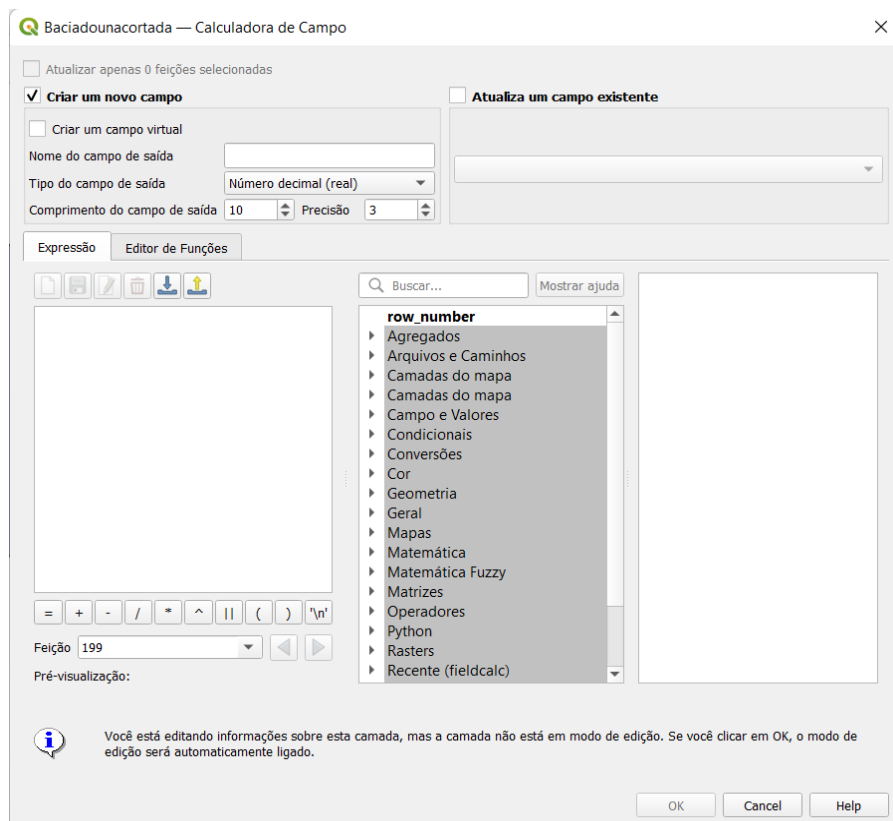 Baciadounacortada — Calculadora de Campo
Atualizar apenas 0 feições selecionadas
Criar um novo campo
Atualiza um campo existente
Criar um campo virtual
Nome do campo de saída
Tipo do campo de saída Número decimal (real)
Comprimento do campo de saída 10 Precisão 3
Expressão Editor de Funções
Buscar... Mostrar ajuda
row_number
Agregados
Arquivos e Caminhos
Camadas do mapa
Camadas do mapa
Campo e Valores
Condicionais
Conversões
Cor
Geometria
Geral
Mapas
Matemática
Matemática Fuzzy
Matrizes
Operadores
Python
Rasters
Recente (fieldcalc)
= + - / * ^ || ( ) '\n'
Feição 199
Pré-visualização:
Você está editando informações sobre esta camada, mas a camada não está em modo de edição. Se você clicar em OK, o modo de
edição será automaticamente ligado.
OK Cancel Help